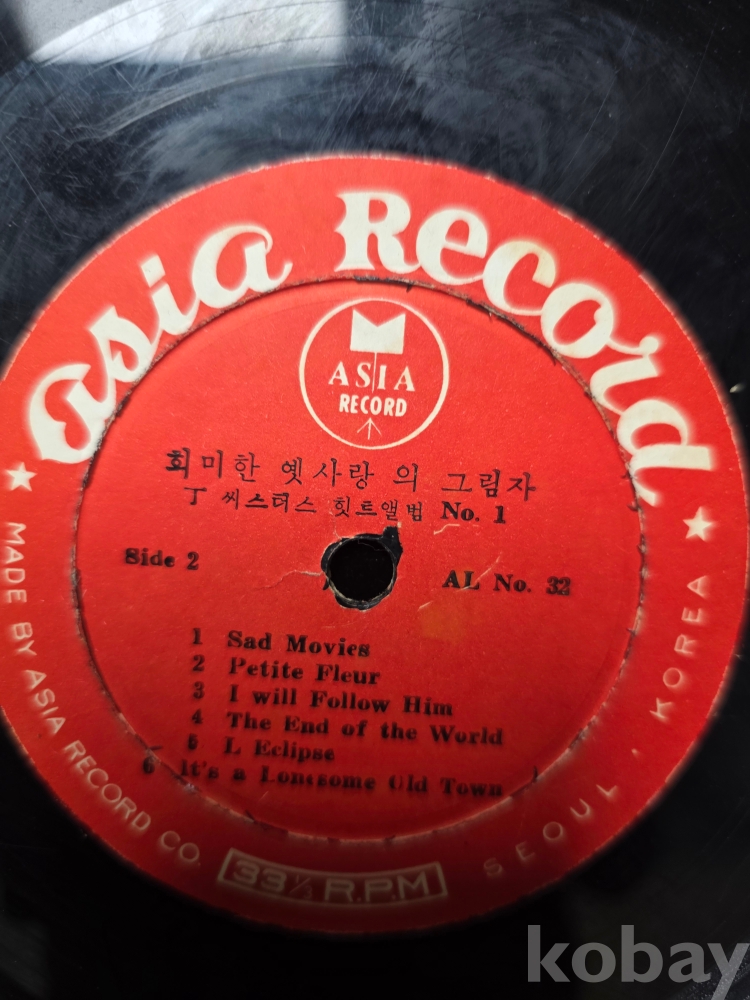 Asia Record
ASIA
RECORD
희미한 옛사랑 의 그림자
丁 씨스터스 힛트앨범 No. 1
Side 2
AL No. 32
1 Sad Movies
2 Petite Fleur
3 I will Follow Him
4 The End of the World
5 L Eclipse
6 It's a Lonesome Old Town
★ MADE BY ASIA RECORD CO. 33⅓ R.P.M SEOUL, KOREA ★
kobay